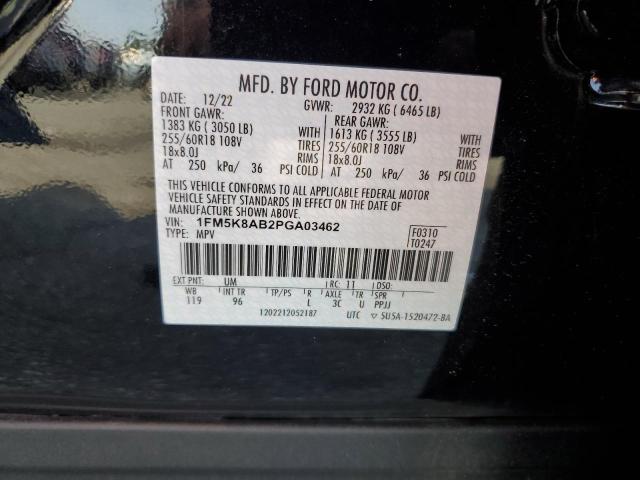 MFD. BY FORD MOTOR CO.
DATE: 12/22 GVWR: 2932 KG ( 6465 LB)
FRONT GAWR: REAR GAWR:
1383 KG ( 3050 LB) WITH 1613 KG ( 3555 LB) WITH
255/60R18 108V TIRES 255/60R18 108V TIRES
18x8.0J RIMS 18x8.0J RIMS
AT 250 kPa/ 36 PSI COLD AT 250 kPa/ 36 PSI COLD
THIS VEHICLE CONFORMS TO ALL APPLICABLE FEDERAL MOTOR
VEHICLE SAFETY STANDARDS IN EFFECT ON THE DATE OF
MANUFACTURE SHOWN ABOVE.
VIN: 1FM5K8AB2PGA03462 F0310
TYPE: MPV T0247
EXT PNT: UM RC: 11 DSO:
WB INT TR TP/PS R AXLE TR SPR
119 96 L 3C U PPJJ
1202212052187 UTC ▽ 5U5A-1520472-BA